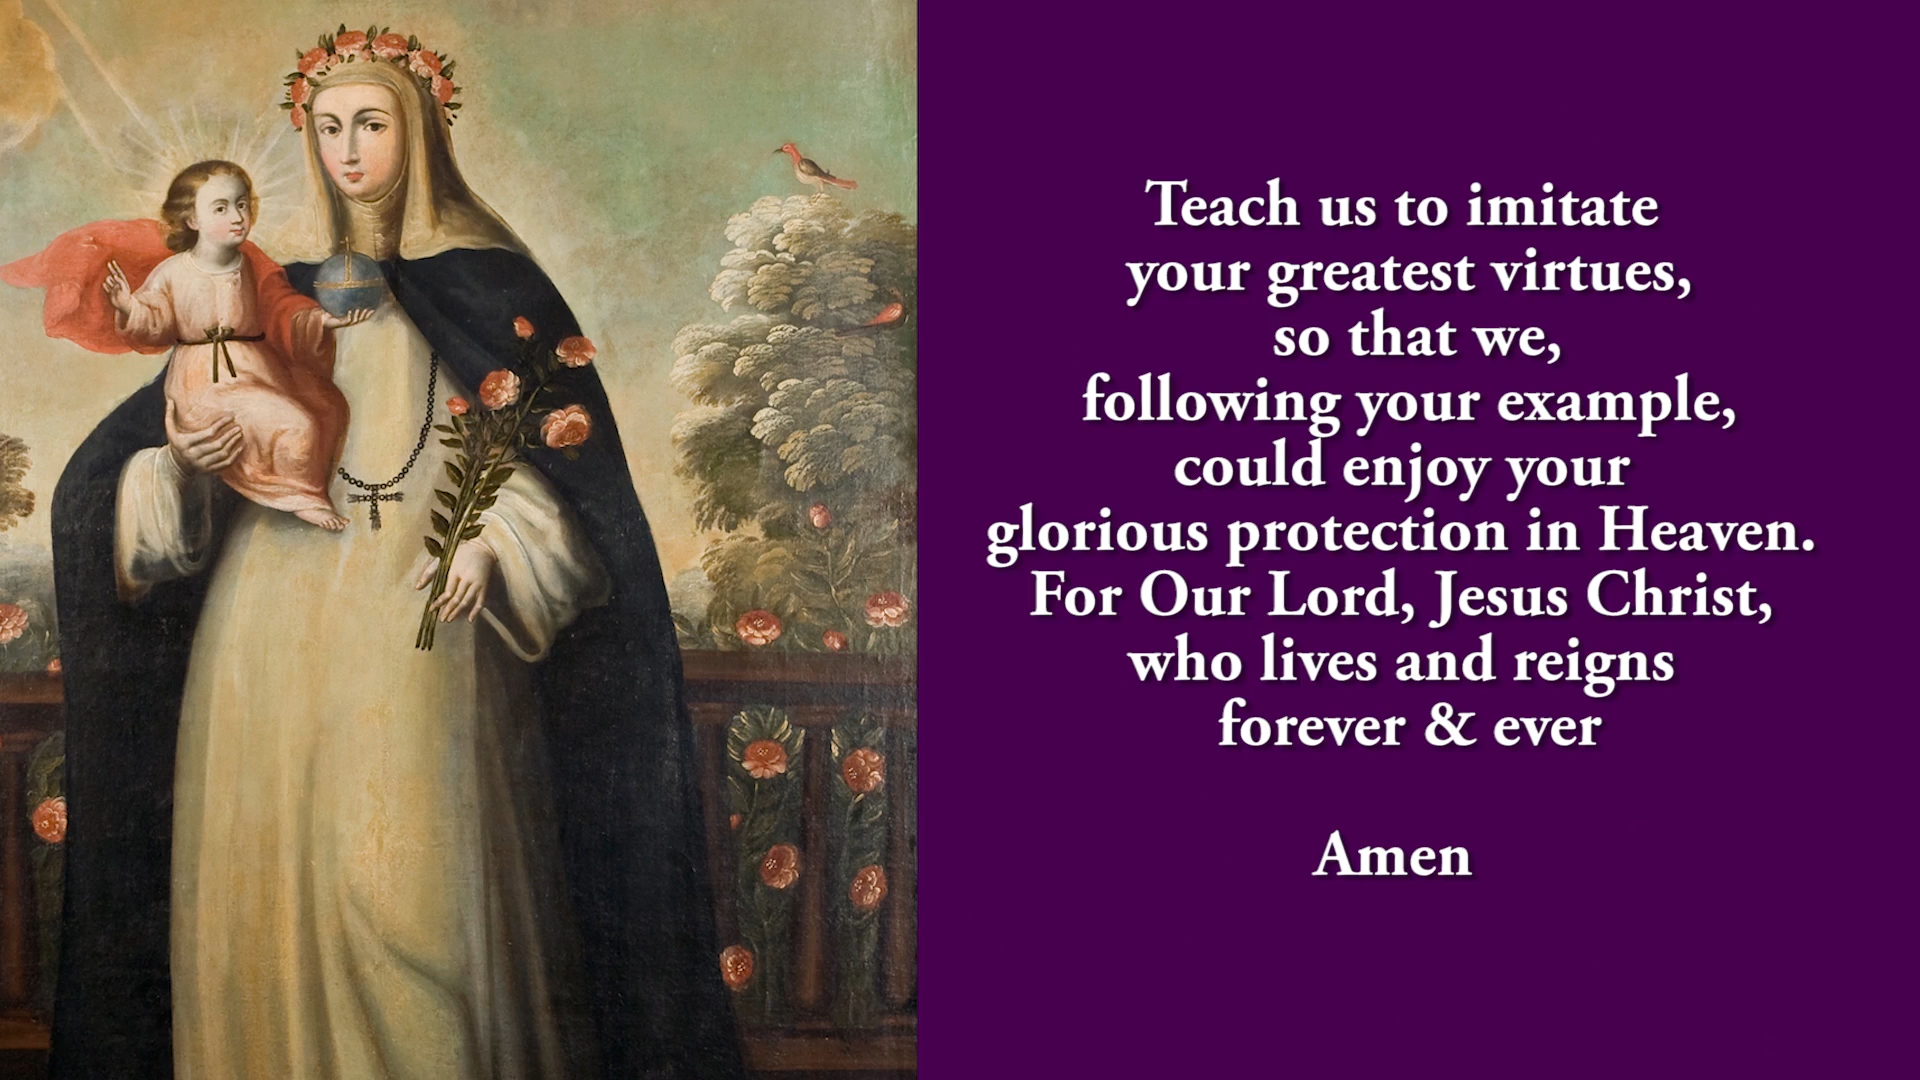 Teach us to imitate
your greatest virtues,
so that we,
following your example,
could enjoy your
glorious protection in Heaven.
For Our Lord, Jesus Christ,
who lives and reigns
forever & ever
Amen